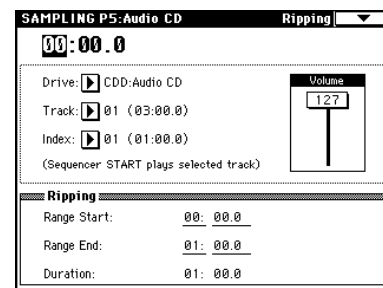 SAMPLING P5:Audio CD Ripping
00:00.0
Drive: CDD:Audio CD
Track: 01 (03:00.0)
Index: 01 (01:00.0)
(Sequencer START plays selected track)
Volume
127
Ripping
Range Start: 00: 00.0
Range End: 01: 00.0
Duration: 01: 00.0